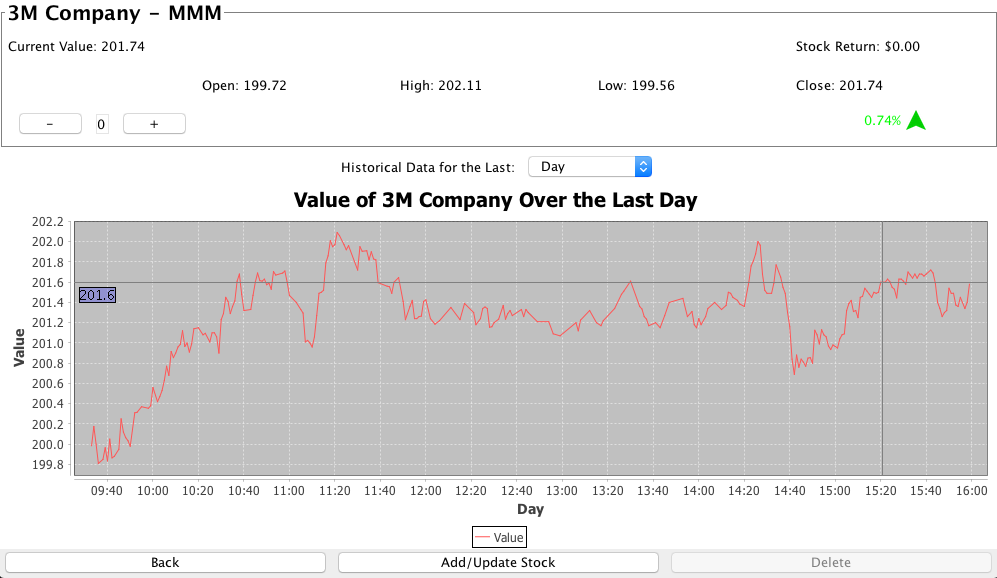 3M Company – MMM
Current Value: 201.74 Stock Return: $0.00
Open: 199.72 High: 202.11 Low: 199.56 Close: 201.74
- 0 + 0.74%
Historical Data for the Last: Day
Value of 3M Company Over the Last Day
202.2
202.0
201.8
201.6
201.6
201.4
201.2
201.0
200.8
200.6
200.4
200.2
200.0
199.8
Value
09:40 10:00 10:20 10:40 11:00 11:20 11:40 12:00 12:20 12:40 13:00 13:20 13:40 14:00 14:20 14:40 15:00 15:20 15:40 16:00
Day
Value
Back Add/Update Stock Delete